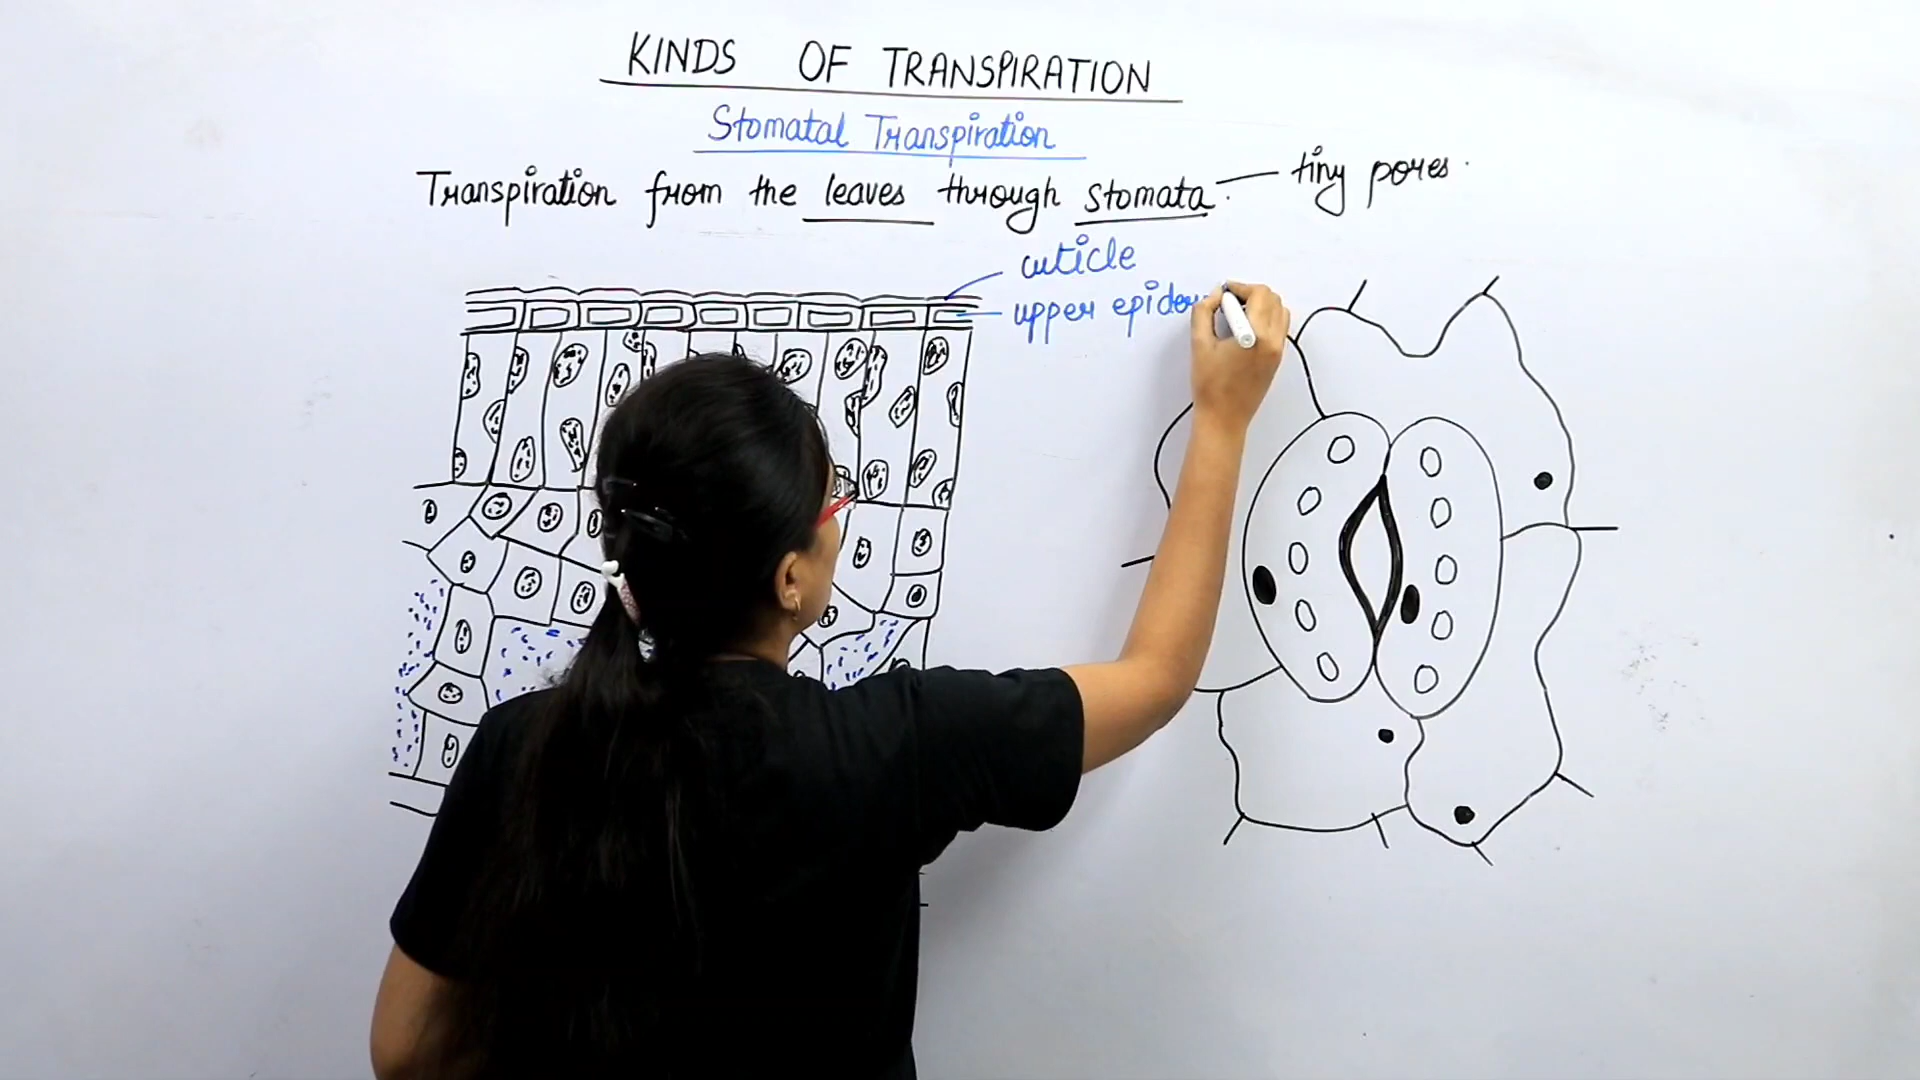 KINDS OF TRANSPIRATION
Stomatal Transpiration
Transpiration from the leaves through stomata. — tiny pores.
cuticle
upper